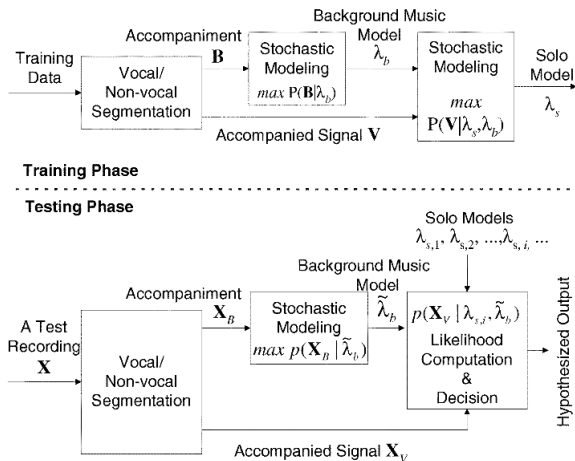 Training
Data
Vocal/
Non-vocal
Segmentation
Accompaniment
B
Stochastic
Modeling
max P(B|λb)
Background Music
Model
λb
Stochastic
Modeling
max
P(V|λs,λb)
Solo
Model
λs
Accompanied Signal V
Training Phase
Testing Phase
Solo Models
λs,1, λs,2, ...,λs,i, ...
A Test
Recording
X
Vocal/
Non-vocal
Segmentation
Accompaniment
XB
Stochastic
Modeling
max p(XB|λ̃b)
Background Music
Model
λ̃b
p(XV | λs,i,λ̃b)
Likelihood
Computation
&
Decision
Hypothesized Output
Accompanied Signal XV